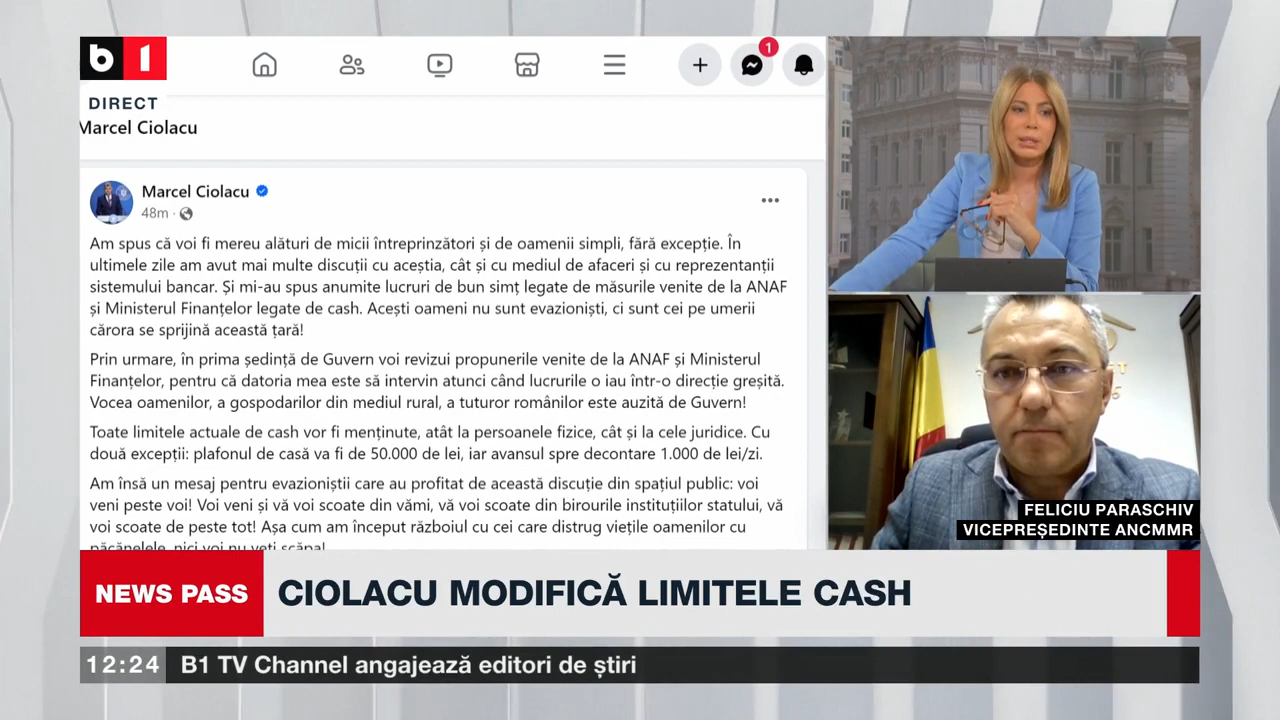 b1
DIRECT
1
Marcel Ciolacu
Marcel Ciolacu
48m ·
Am spus că voi fi mereu alături de micii întreprinzători și de oamenii simpli, fără excepție. În
ultimele zile am avut mai multe discuții cu aceștia, cât și cu mediul de afaceri și cu reprezentanții
sistemului bancar. Și mi-au spus anumite lucruri de bun simț legate de măsurile venite de la ANAF
și Ministerul Finanțelor legate de cash. Acești oameni nu sunt evazioniști, ci sunt cei pe umerii
cărora se sprijină această țară!
Prin urmare, în prima ședință de Guvern voi revizui propunerile venite de la ANAF și Ministerul
Finanțelor, pentru că datoria mea este să intervin atunci când lucrurile o iau într-o direcție greșită.
Vocea oamenilor, a gospodarilor din mediul rural, a tuturor românilor este auzită de Guvern!
Toate limitele actuale de cash vor fi menținute, atât la persoanele fizice, cât și la cele juridice. Cu
două excepții: plafonul de casă va fi de 50.000 de lei, iar avansul spre decontare 1.000 de lei/zi.
Am însă un mesaj pentru evazioniștii care au profitat de această discuție din spațiul public: voi
veni peste voi! Voi veni și vă voi scoate din vămi, vă voi scoate din birourile instituțiilor statului, vă
voi scoate de peste tot! Așa cum am început războiul cu cei care distrug viețile oamenilor cu
păcănelele, nici voi nu veți scăpa!
FELICIU PARASCHIV
VICEPREȘEDINTE ANCMMR
NEWS PASS
CIOLACU MODIFICĂ LIMITELE CASH
12:24
B1 TV Channel angajează editori de știri